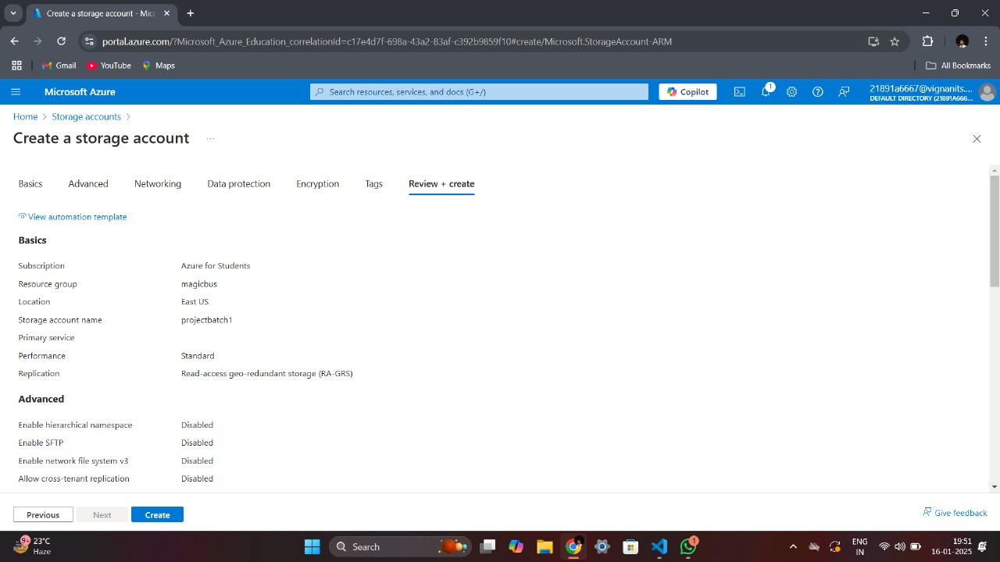 Create a storage account - Mic
portal.azure.com/?Microsoft_Azure_Education_correlationId=c17e4d7f-698a-43a2-83af-c392b9859f10#create/Microsoft.StorageAccount-ARM
Gmail YouTube Maps All Bookmarks
Microsoft Azure Search resources, services, and docs (G+/) Copilot 1 21891a6667@vignanits....
DEFAULT DIRECTORY (21891A666...
Home > Storage accounts >
Create a storage account ...
Basics Advanced Networking Data protection Encryption Tags Review + create
View automation template
Basics
Subscription Azure for Students
Resource group magicbus
Location East US
Storage account name projectbatch1
Primary service
Performance Standard
Replication Read-access geo-redundant storage (RA-GRS)
Advanced
Enable hierarchical namespace Disabled
Enable SFTP Disabled
Enable network file system v3 Disabled
Allow cross-tenant replication Disabled
Previous Next Create Give feedback
9+ 23°C Search 1 ENG 19:51
Haze IN 16-01-2025